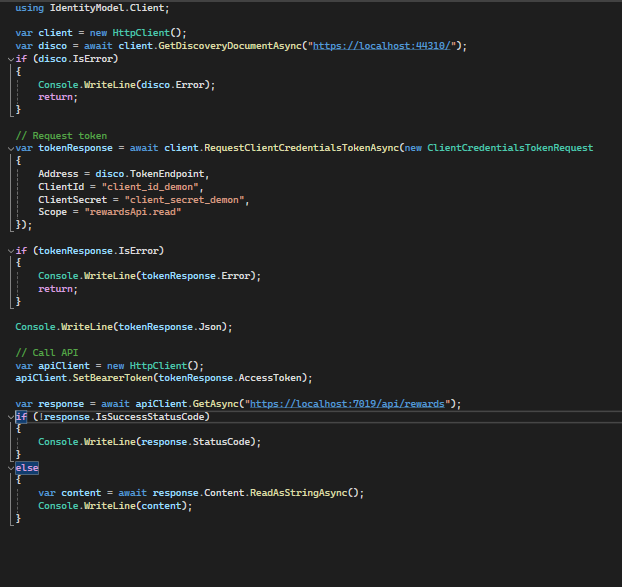 using IdentityModel.Client;
var client = new HttpClient();
var disco = await client.GetDiscoveryDocumentAsync("https://localhost:44310/");
if (disco.IsError)
{
Console.WriteLine(disco.Error);
return;
}
// Request token
var tokenResponse = await client.RequestClientCredentialsTokenAsync(new ClientCredentialsTokenRequest
{
Address = disco.TokenEndpoint,
ClientId = "client_id_demon",
ClientSecret = "client_secret_demon",
Scope = "rewardsApi.read"
});
if (tokenResponse.IsError)
{
Console.WriteLine(tokenResponse.Error);
return;
}
Console.WriteLine(tokenResponse.Json);
// Call API
var apiClient = new HttpClient();
apiClient.SetBearerToken(tokenResponse.AccessToken);
var response = await apiClient.GetAsync("https://localhost:7019/api/rewards");
if (!response.IsSuccessStatusCode)
{
Console.WriteLine(response.StatusCode);
}
else
{
var content = await response.Content.ReadAsStringAsync();
Console.WriteLine(content);
}